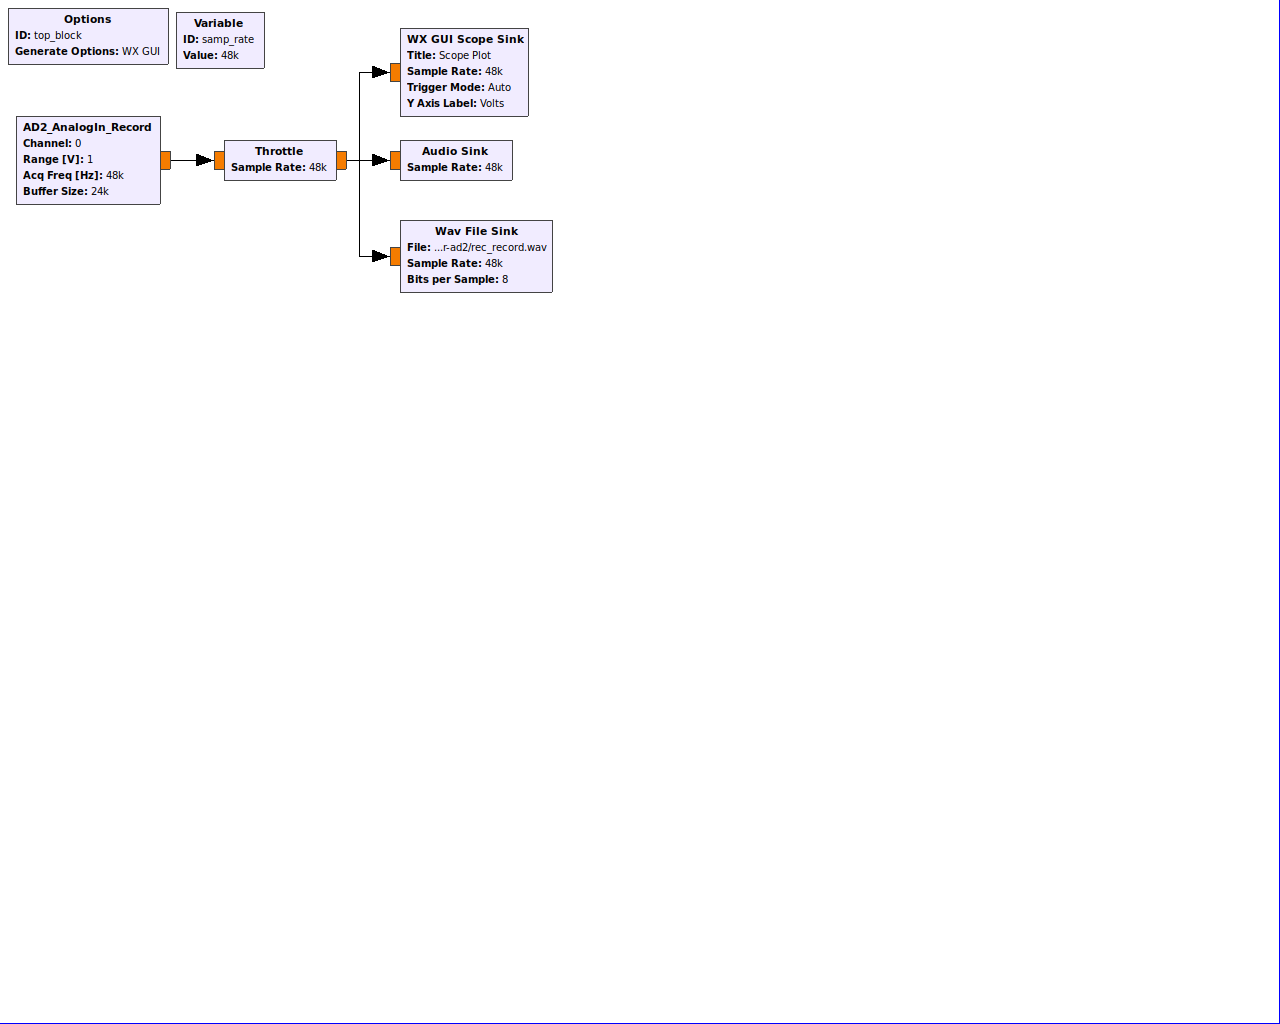 Options
ID: top_block
Generate Options: WX GUI
Variable
ID: samp_rate
Value: 48k
WX GUI Scope Sink
Title: Scope Plot
Sample Rate: 48k
Trigger Mode: Auto
Y Axis Label: Volts
AD2_AnalogIn_Record
Channel: 0
Range [V]: 1
Acq Freq [Hz]: 48k
Buffer Size: 24k
Throttle
Sample Rate: 48k
Audio Sink
Sample Rate: 48k
Wav File Sink
File: ...r-ad2/rec_record.wav
Sample Rate: 48k
Bits per Sample: 8